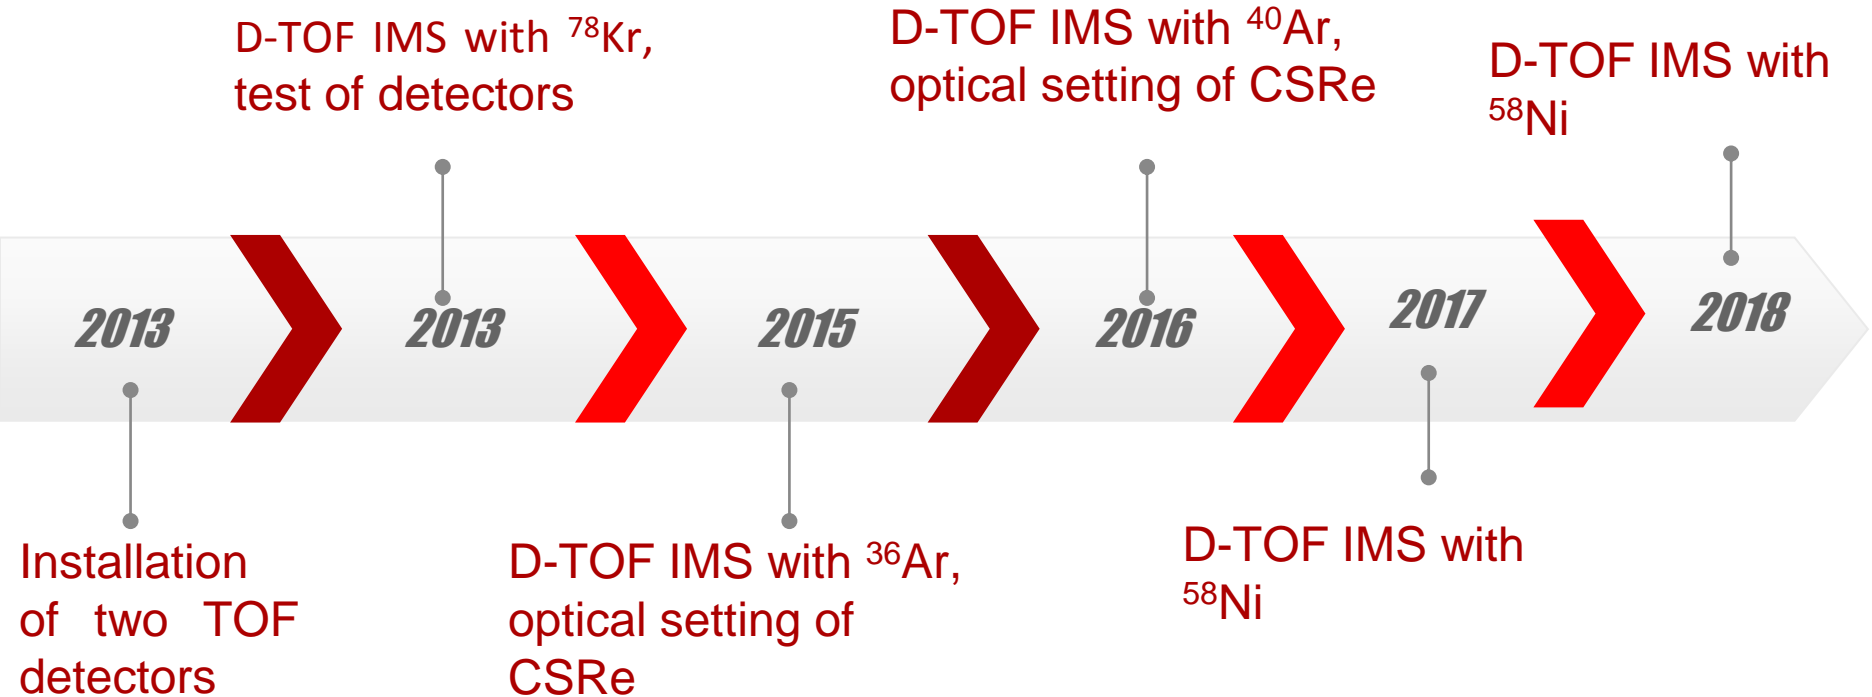 D-TOF IMS with ⁷⁸Kr,
test of detectors
D-TOF IMS with ⁴⁰Ar,
optical setting of CSRe
D-TOF IMS with
⁵⁸Ni
2013
2013
2015
2016
2017
2018
Installation
of two TOF
detectors
D-TOF IMS with ³⁶Ar,
optical setting of
CSRe
D-TOF IMS with
⁵⁸Ni